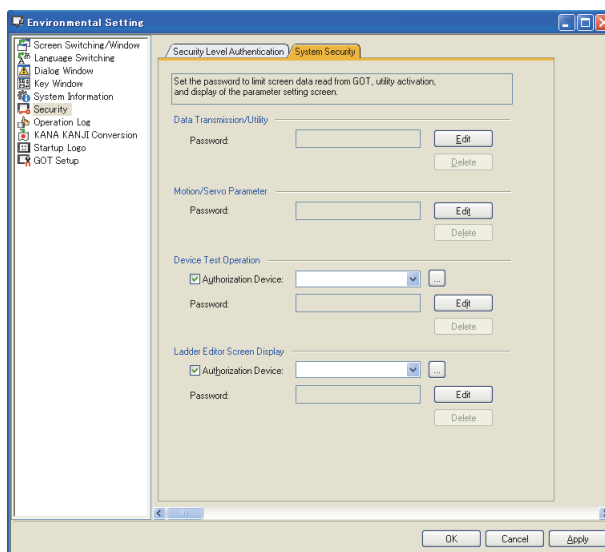 Environmental Setting
Screen Switching/Window
Language Switching
Dialog Window
Key Window
System Information
Security
Operation Log
KANA KANJI Conversion
Startup Logo
GOT Setup
Security Level Authentication
System Security
Set the password to limit screen data read from GOT, utility activation,
and display of the parameter setting screen.
Data Transmission/Utility
Password:
Edit
Delete
Motion/Servo Parameter
Password:
Edit
Delete
Device Test Operation
Authorization Device:
...
Password:
Edit
Delete
Ladder Editor Screen Display
Authorization Device:
...
Password:
Edit
Delete
OK
Cancel
Apply